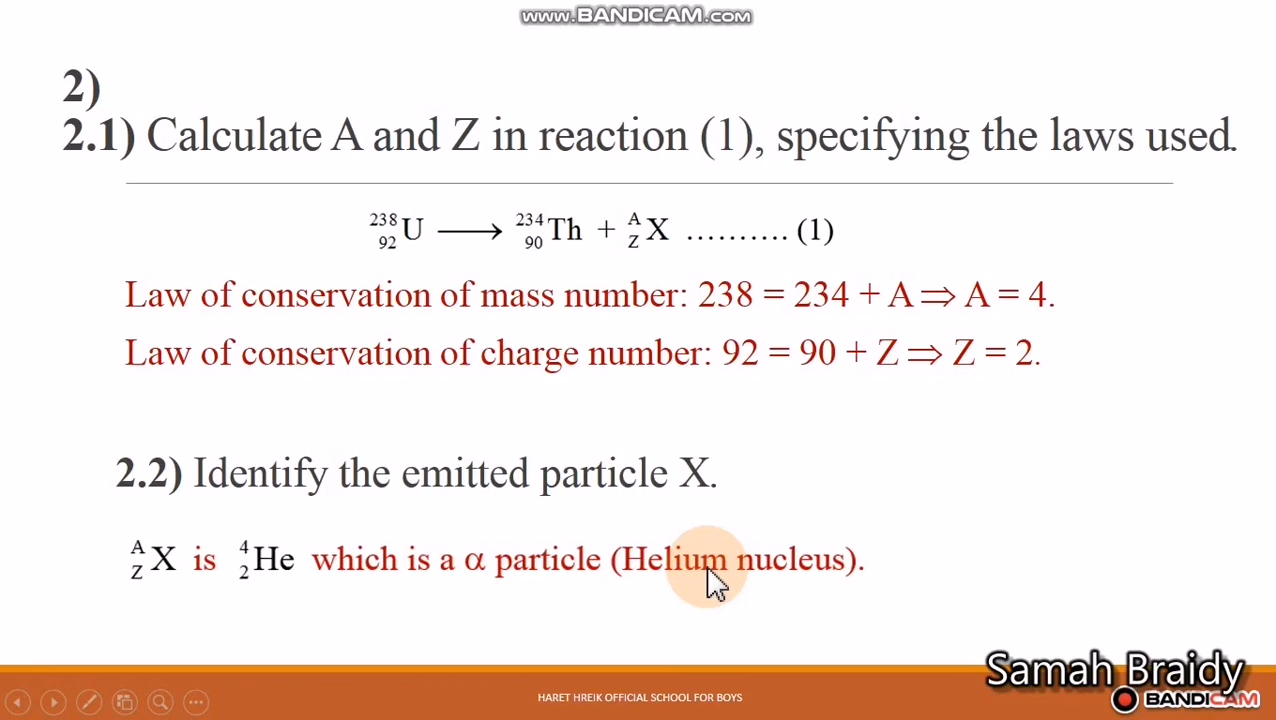 www.BANDICAM.com
2)
2.1) Calculate A and Z in reaction (1), specifying the laws used.
²³⁸₉₂U ⟶ ²³⁴₉₀Th + ᴬ_ZX .......... (1)
Law of conservation of mass number: 238 = 234 + A ⇒ A = 4.
Law of conservation of charge number: 92 = 90 + Z ⇒ Z = 2.
2.2) Identify the emitted particle X.
ᴬ_ZX is ⁴₂He which is a α particle (Helium nucleus).
Samah Braidy
HARET HREIK OFFICIAL SCHOOL FOR BOYS
BANDICAM